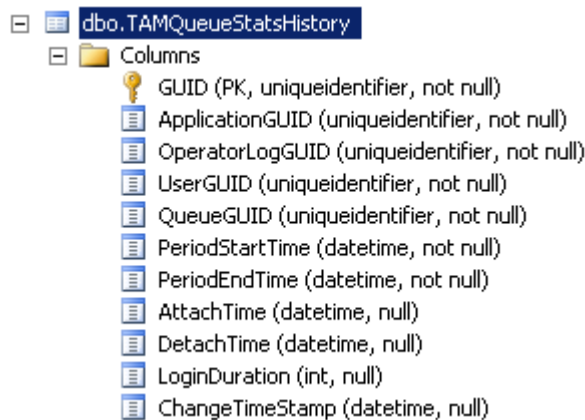 dbo.TAMQueueStatsHistory
Columns
GUID (PK, uniqueidentifier, not null)
ApplicationGUID (uniqueidentifier, not null)
OperatorLogGUID (uniqueidentifier, not null)
UserGUID (uniqueidentifier, not null)
QueueGUID (uniqueidentifier, not null)
PeriodStartTime (datetime, not null)
PeriodEndTime (datetime, not null)
AttachTime (datetime, null)
DetachTime (datetime, null)
LoginDuration (int, null)
ChangeTimeStamp (datetime, null)